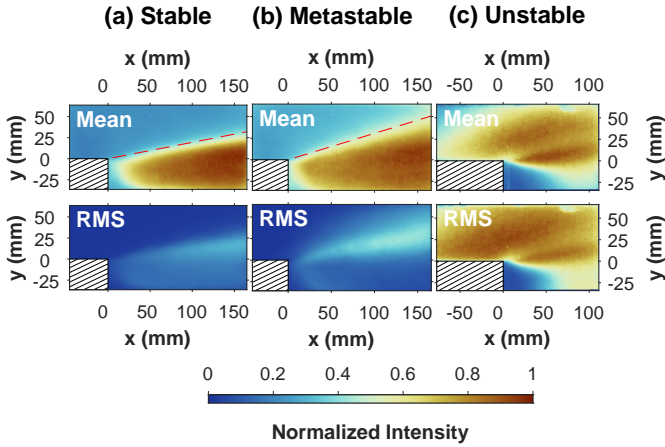 (a) Stable (b) Metastable (c) Unstable
x (mm) x (mm) x (mm)
0 50 100 150 0 50 100 150 -50 0 50 100
y (mm) 50 25 0 -25 Mean Mean Mean 50 25 0 -25 y (mm)
y (mm) 50 25 0 -25 RMS RMS RMS 50 25 0 -25 y (mm)
0 50 100 150 0 50 100 150 -50 0 50 100
x (mm) x (mm) x (mm)
0 0.2 0.4 0.6 0.8 1
Normalized Intensity